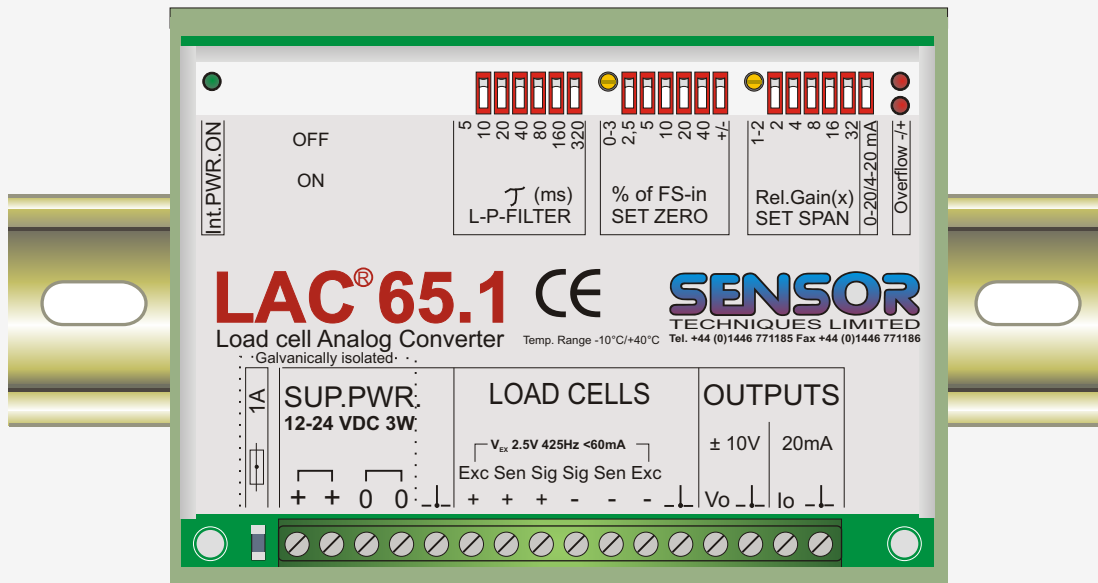 Int.PWR.ON
OFF
ON
5 10 20 40 80 160 320
τ (ms)
L-P-FILTER
0-3 2,5 5 10 20 40 +/-
% of FS-in
SET ZERO
1-2 2 4 8 16 32
Rel.Gain(x)
SET SPAN
0-20/4-20 mA
Overflow -/+
LAC® 65.1
Load cell Analog Converter
CE
Temp. Range -10°C/+40°C
SENSOR
TECHNIQUES LIMITED
Tel. +44 (0)1446 771185 Fax +44 (0)1446 771186
Galvanically isolated
1A
SUP.PWR.
12-24 VDC 3W
+ + 0 0
LOAD CELLS
VEX 2.5V 425Hz <60mA
Exc Sen Sig Sig Sen Exc
+ + + - - -
OUTPUTS
± 10V 20mA
Vo Io